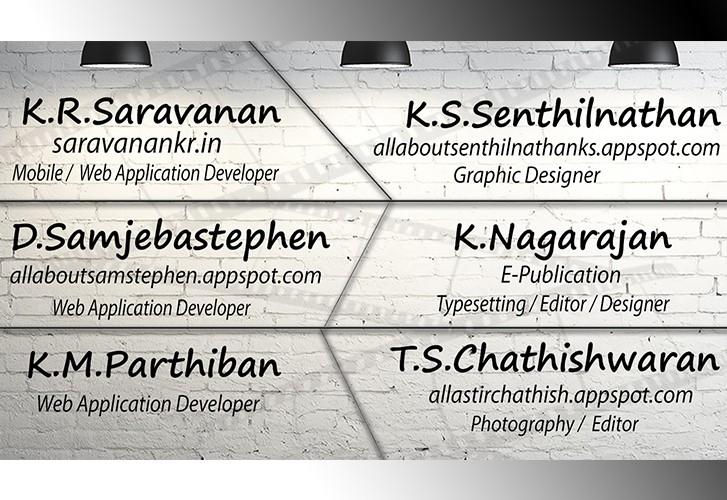 K.R.Saravanan
saravanankr.in
Mobile / Web Application Developer
K.S.Senthilnathan
allaboutsenthilnathanks.appspot.com
Graphic Designer
D.Samjebastephen
allaboutsamstephen.appspot.com
Web Application Developer
K.Nagarajan
E-Publication
Typesetting / Editor / Designer
K.M.Parthiban
Web Application Developer
T.S.Chathishwaran
allastirchathish.appspot.com
Photography / Editor